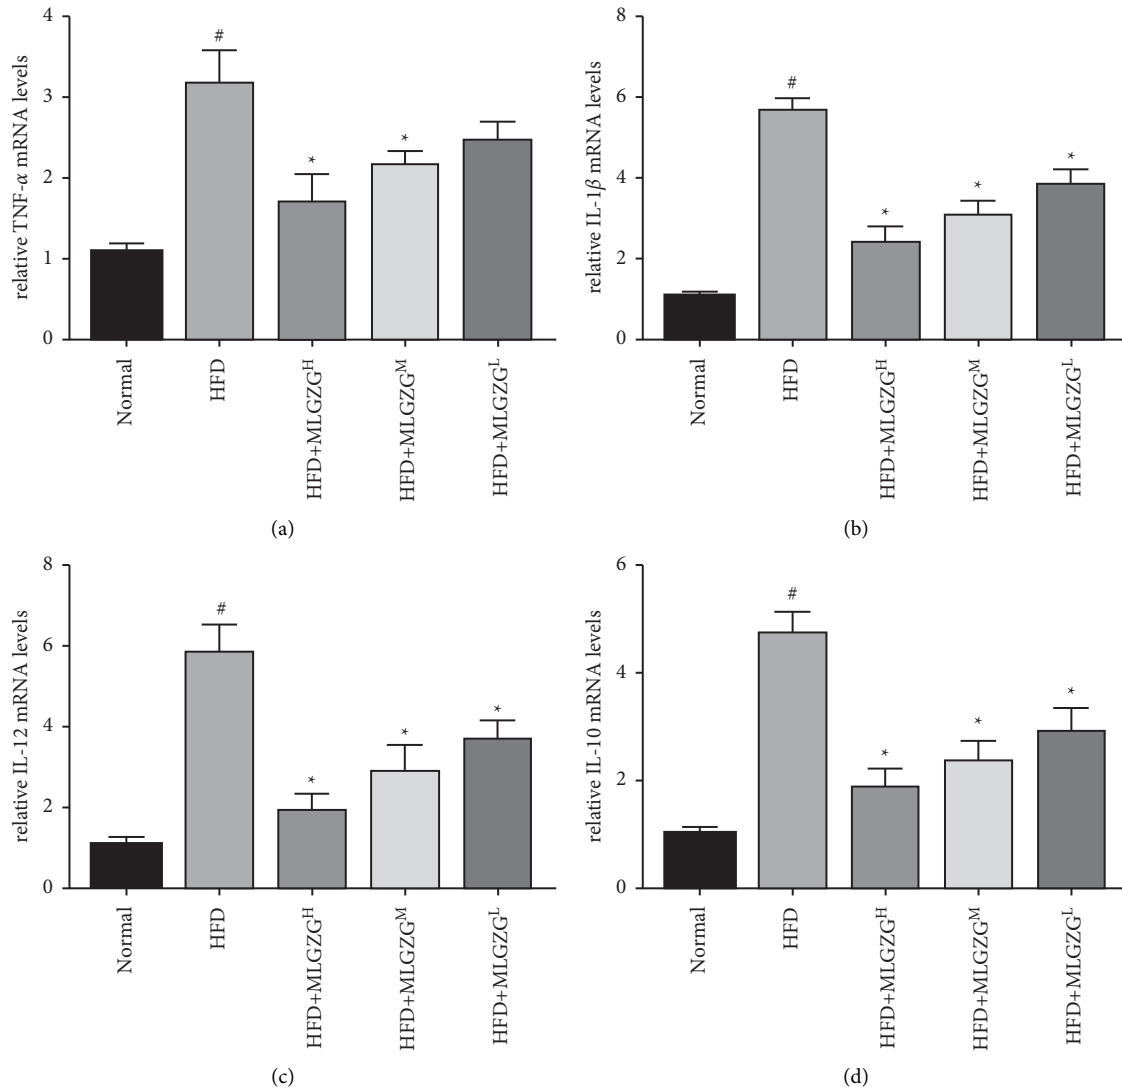 relative TNF-α mRNA levels
4
3
2
1
0
#
*
*
Normal
HFD
HFD+MLGZG^H
HFD+MLGZG^M
HFD+MLGZG^L
(a)
relative IL-1β mRNA levels
8
6
4
2
0
#
*
*
*
Normal
HFD
HFD+MLGZG^H
HFD+MLGZG^M
HFD+MLGZG^L
(b)
relative IL-12 mRNA levels
8
6
4
2
0
#
*
*
*
Normal
HFD
HFD+MLGZG^H
HFD+MLGZG^M
HFD+MLGZG^L
(c)
relative IL-10 mRNA levels
6
4
2
0
#
*
*
*
Normal
HFD
HFD+MLGZG^H
HFD+MLGZG^M
HFD+MLGZG^L
(d)